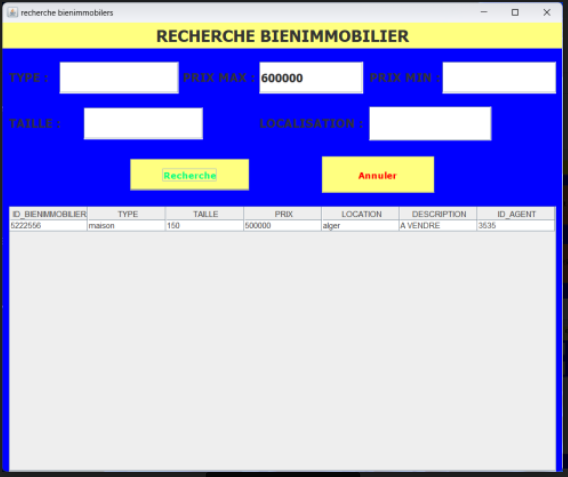 recherche bienimmobilers
RECHERCHE BIENIMMOBILIER
TYPE : PRIX MAX : 600000 PRIX MIN :
TAILLE : LOCALISATION :
Recherche Annuler
ID_BIENIMMOBILIER TYPE TAILLE PRIX LOCATION DESCRIPTION ID_AGENT
5222556 maison 150 500000 alger A VENDRE 3535